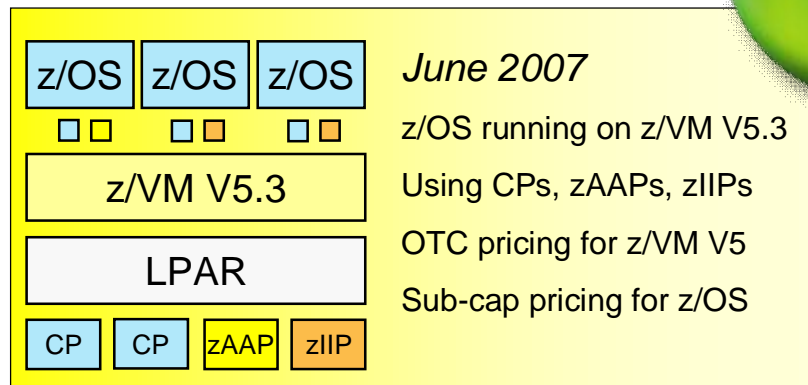 z/OS z/OS z/OS
z/VM V5.3
LPAR
CP CP zAAP zIIP
June 2007
z/OS running on z/VM V5.3
Using CPs, zAAPs, zIIPs
OTC pricing for z/VM V5
Sub-cap pricing for z/OS